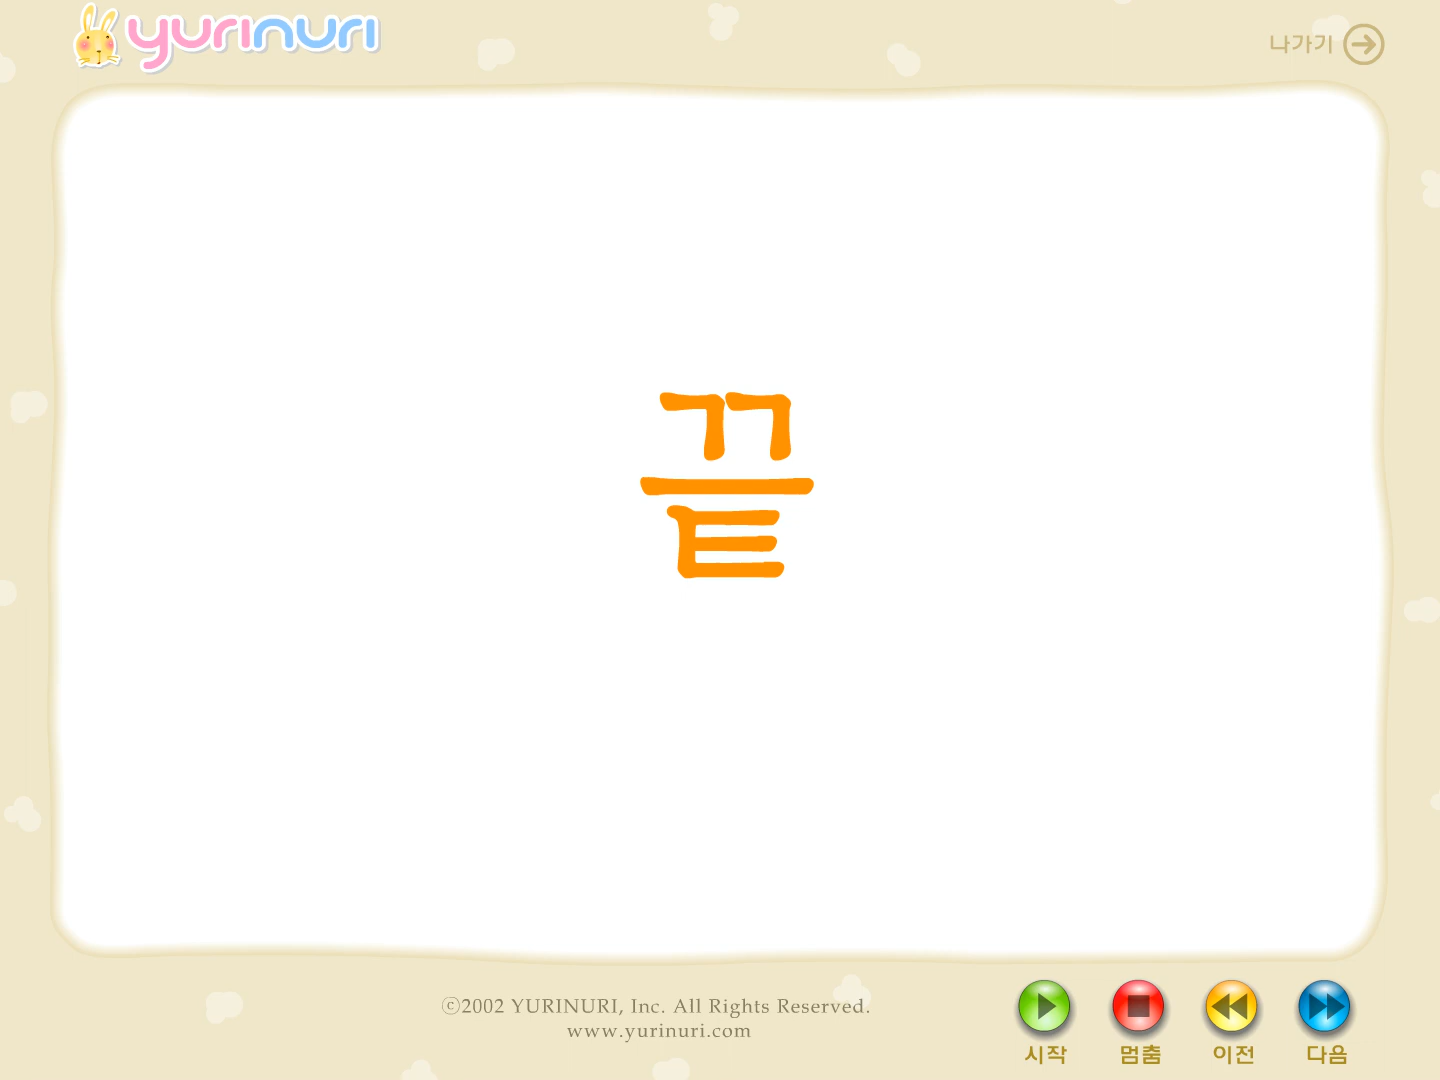 yurinuri
나가기
끝
©2002 YURINURI, Inc. All Rights Reserved.
www.yurinuri.com
시작 멈춤 이전 다음